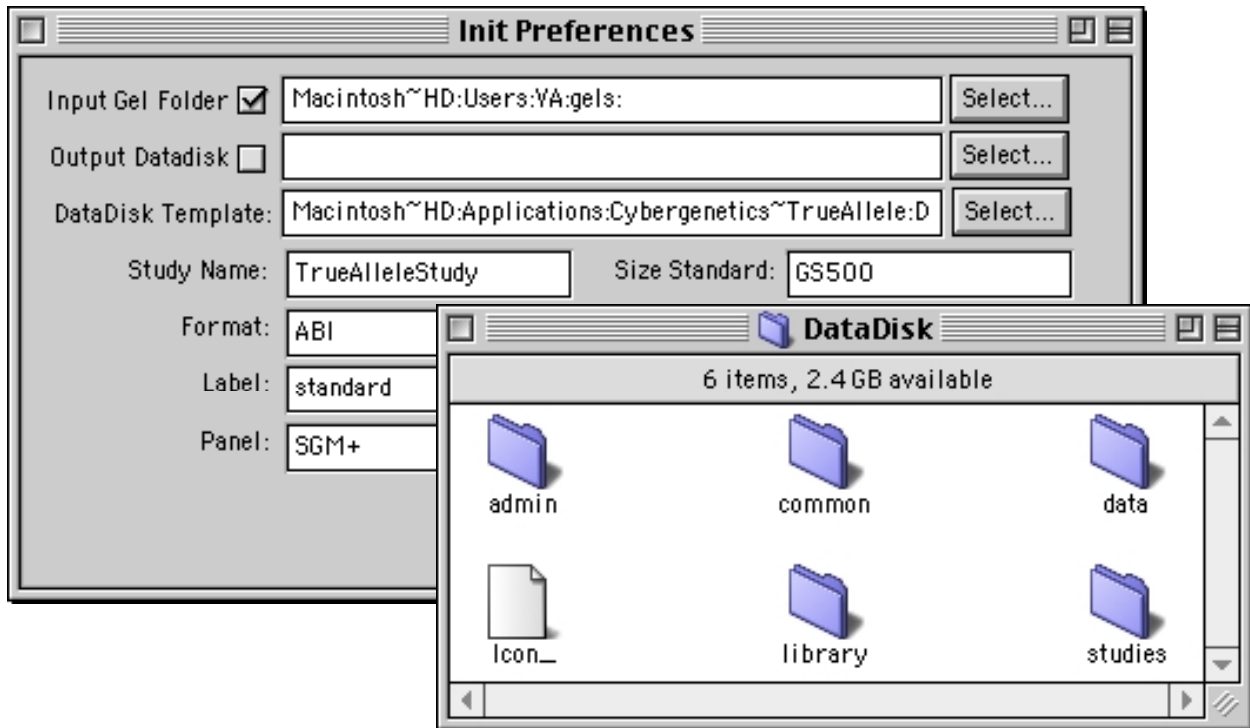 Init Preferences
Input Gel Folder Macintosh~HD:Users:VA:gels: Select...
Output Datadisk Select...
DataDisk Template: Macintosh~HD:Applications:Cybergenetics~TrueAllele:D Select...
Study Name: TrueAlleleStudy Size Standard: GS500
Format: ABI
Label: standard
Panel: SGM+
DataDisk
6 items, 2.4 GB available
admin common data
Icon_ library studies